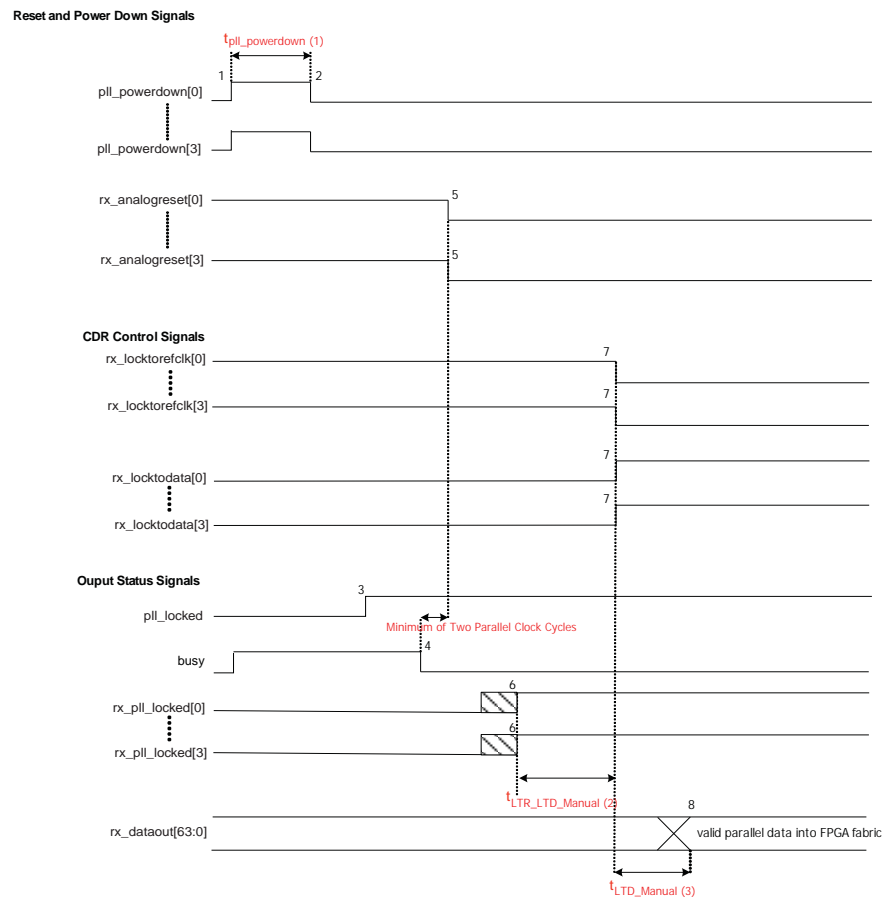 Reset and Power Down Signals
tpll_powerdown (1)
1
2
pll_powerdown[0]
pll_powerdown[3]
rx_analogreset[0]
5
rx_analogreset[3]
5
CDR Control Signals
rx_locktorefclk[0]
7
rx_locktorefclk[3]
7
rx_locktodata[0]
7
rx_locktodata[3]
7
Ouput Status Signals
3
pll_locked
Minimum of Two Parallel Clock Cycles
4
busy
6
rx_pll_locked[0]
6
rx_pll_locked[3]
tLTR_LTD_Manual (2)
8
rx_dataout[63:0]
valid parallel data into FPGA fabric
tLTD_Manual (3)